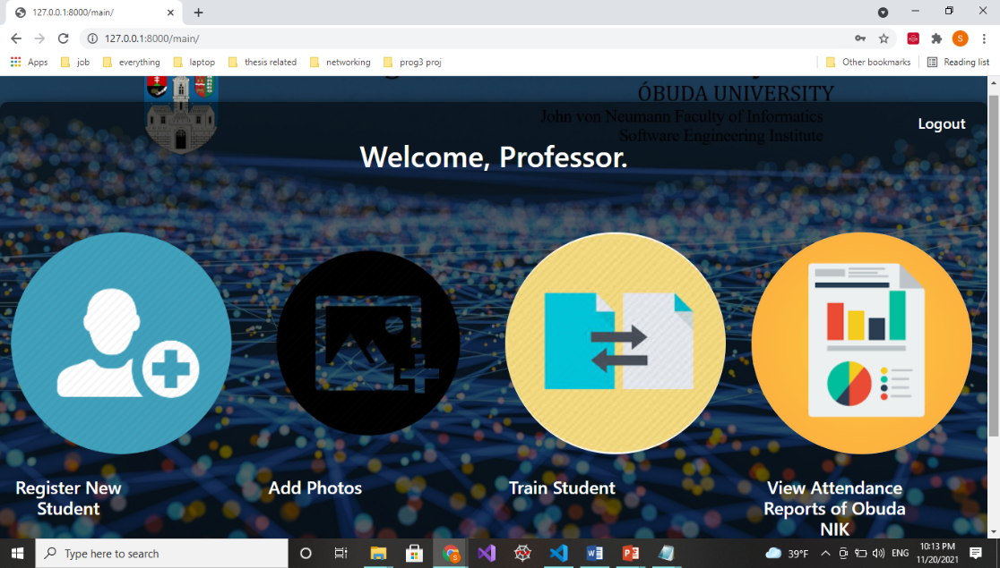 127.0.0.1:8000/main/
127.0.0.1:8000/main/
S
Apps
job
everything
laptop
thesis related
networking
prog3 proj
Other bookmarks
Reading list
ÓBUDA UNIVERSITY
John von Neumann Faculty of Informatics
Software Engineering Institute
Logout
Welcome, Professor.
Register New
Student
Add Photos
Train Student
View Attendance
Reports of Obuda
NIK
Type here to search
39°F
ENG
10:13 PM
11/20/2021